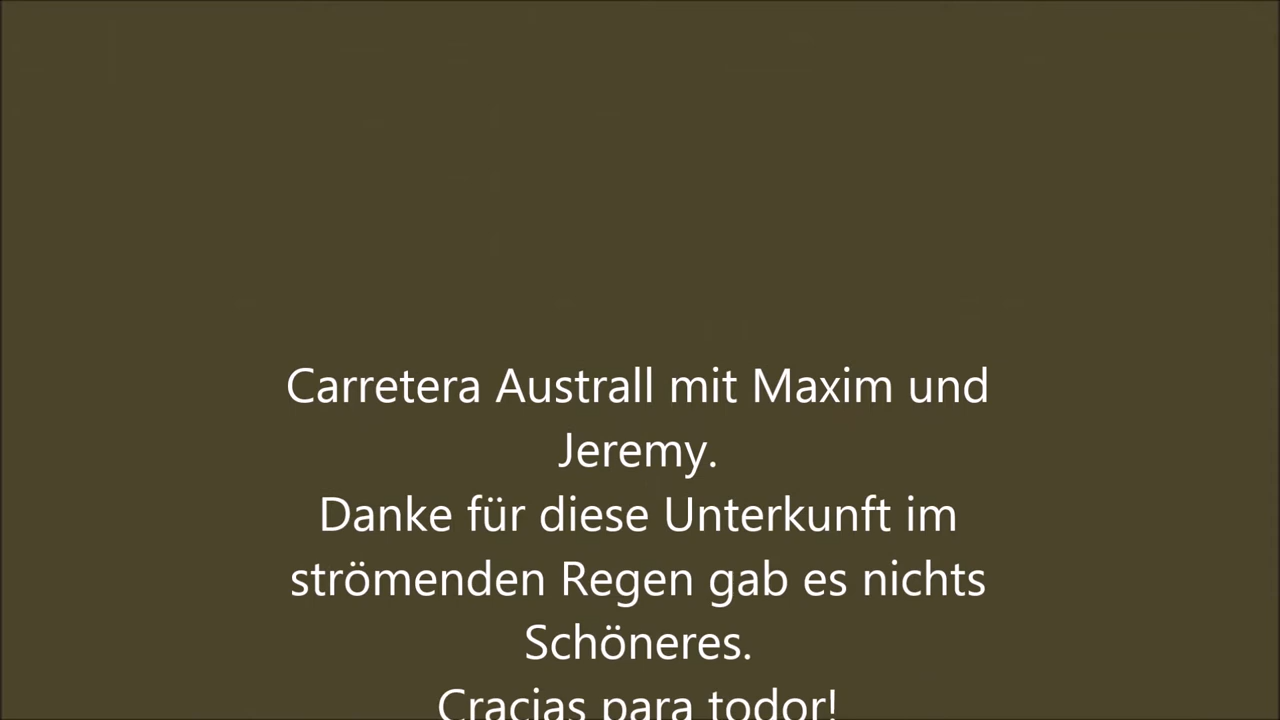 Carretera Australl mit Maxim und
Jeremy.
Danke für diese Unterkunft im
strömenden Regen gab es nichts
Schöneres.
Cracias para todor!